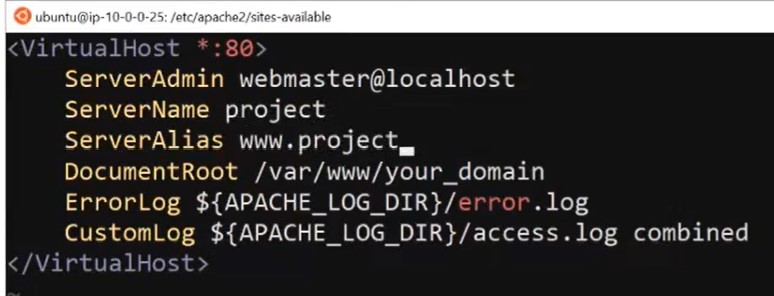 ubuntu@ip-10-0-0-25: /etc/apache2/sites-available
<VirtualHost *:80>
    ServerAdmin webmaster@localhost
    ServerName project
    ServerAlias www.project
    DocumentRoot /var/www/your_domain
    ErrorLog ${APACHE_LOG_DIR}/error.log
    CustomLog ${APACHE_LOG_DIR}/access.log combined
</VirtualHost>
~